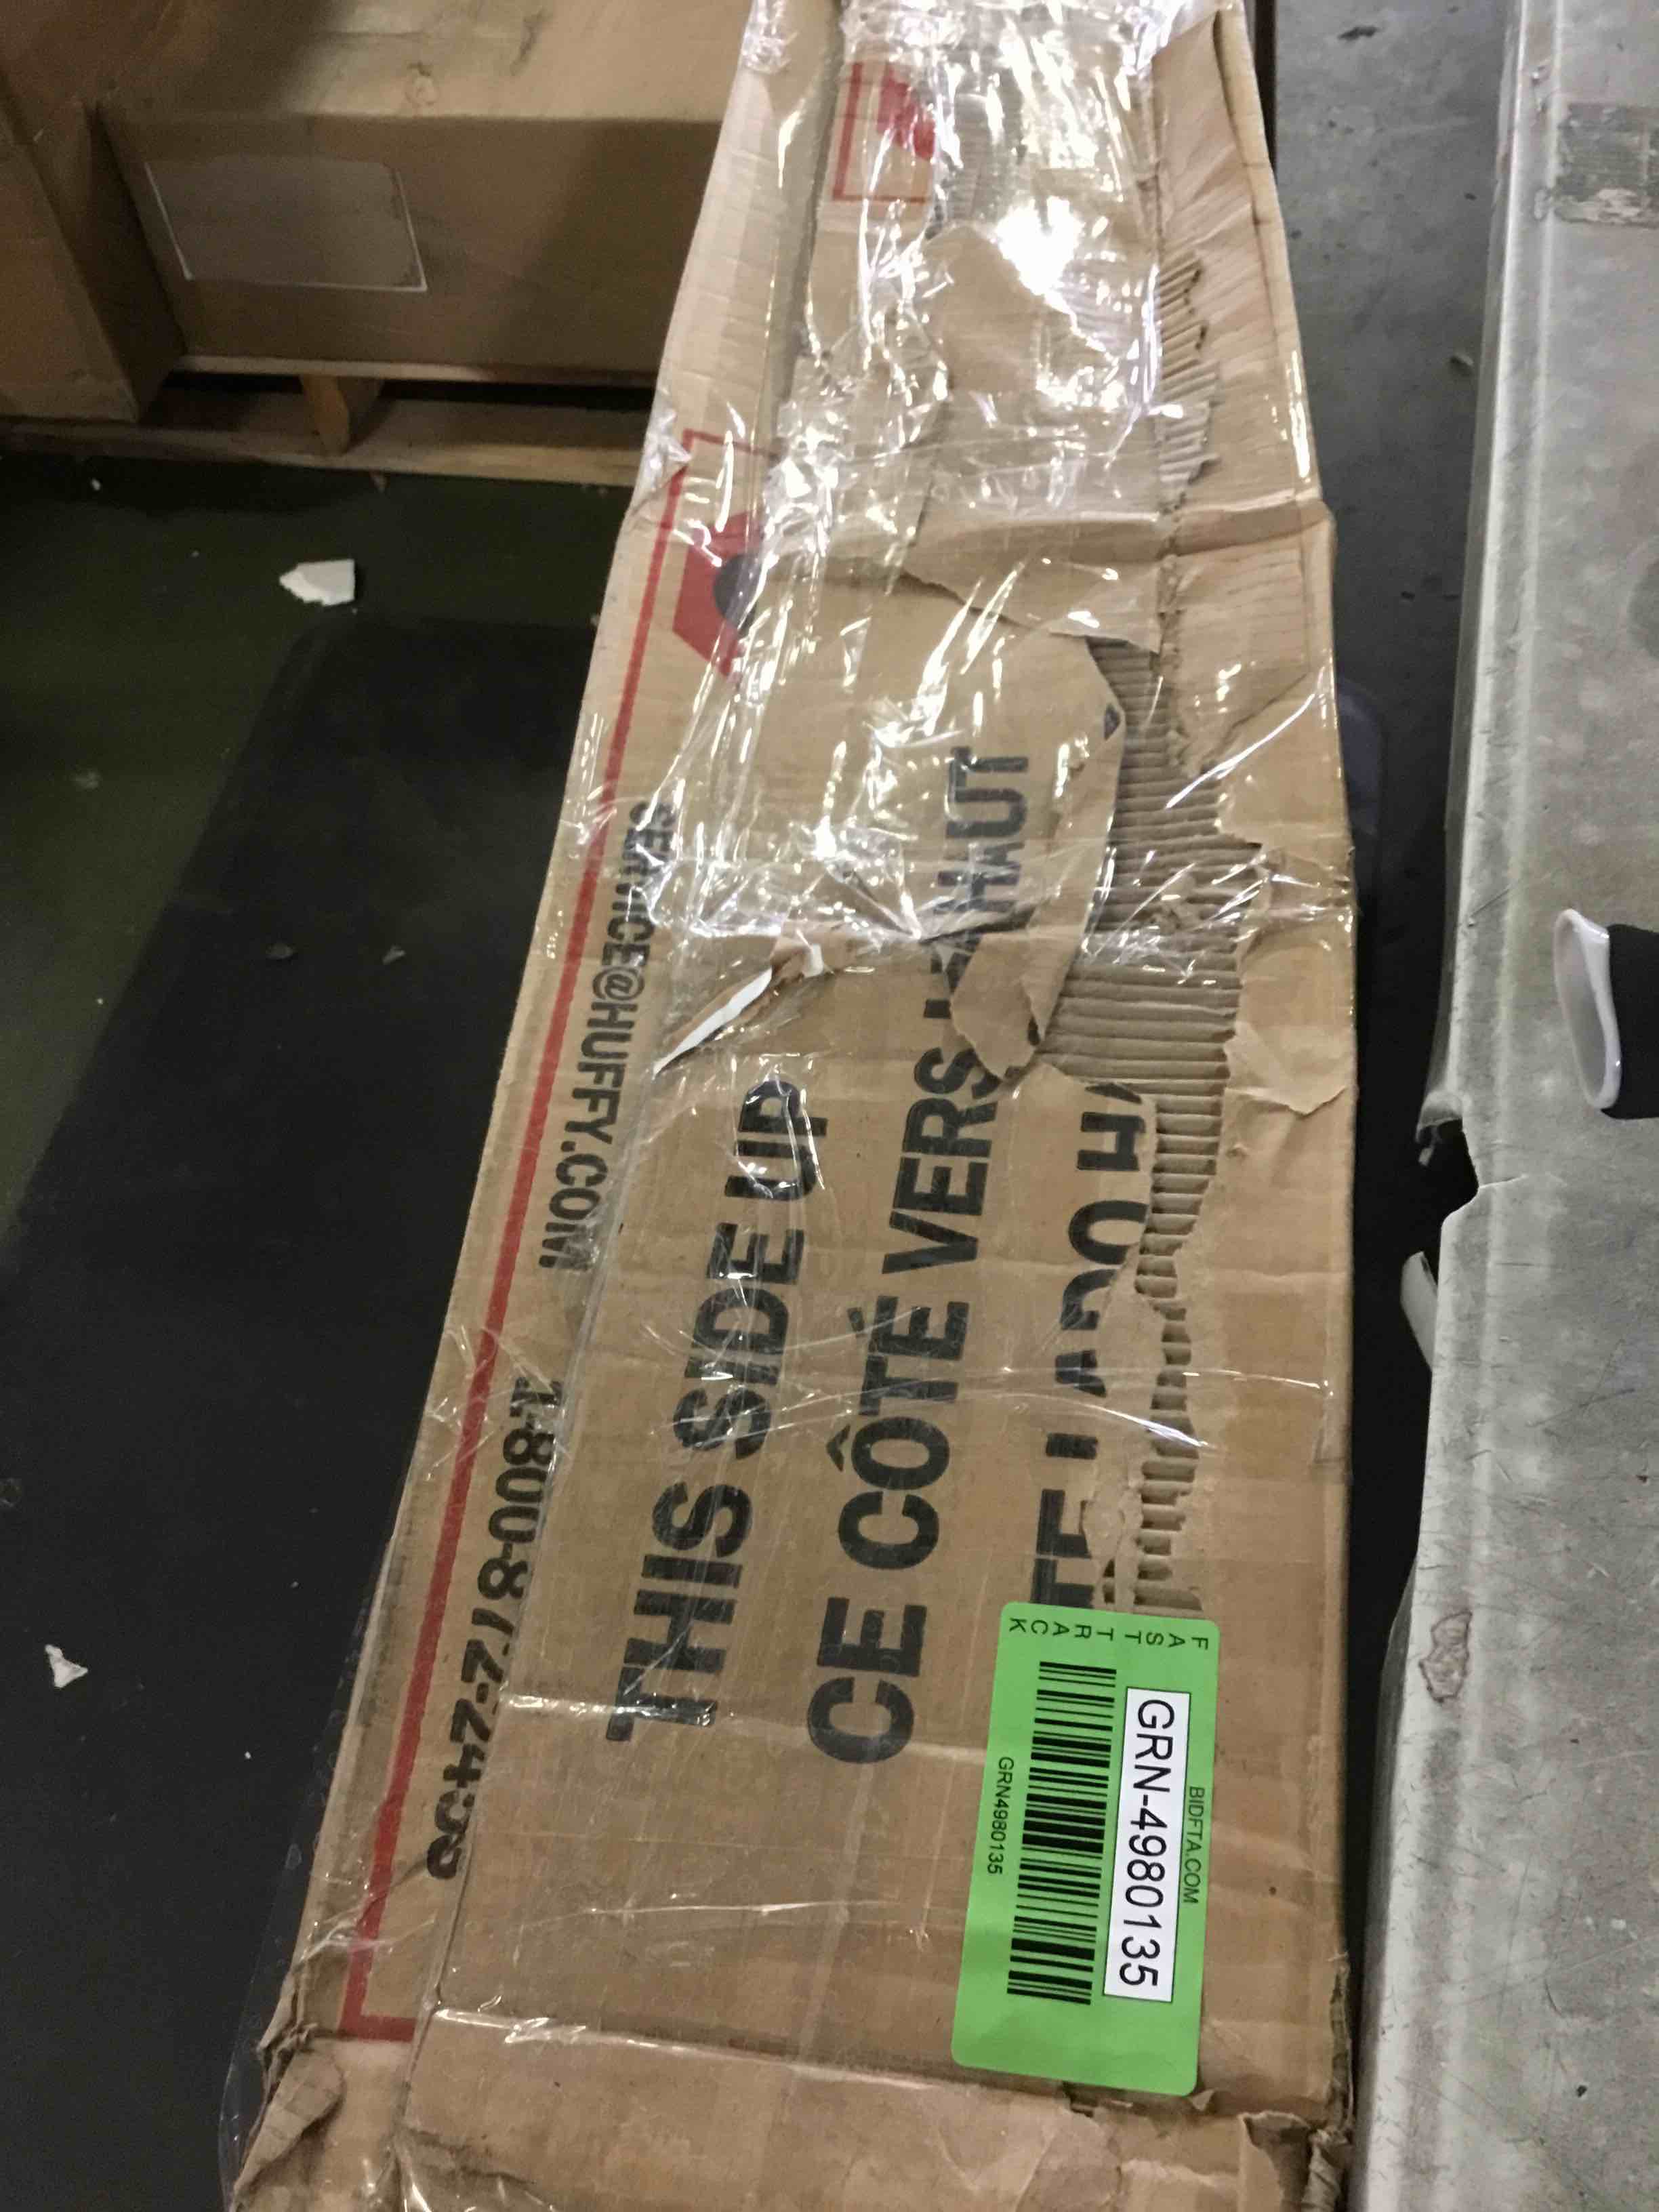 SERVICE@HUFFY.COM 1-800-872-2453
THIS SIDE UP
CE CÔTÉ VERS HAUT
FAST TRACK
BIDFTA.COM
GRN-4980135
GRN4980135